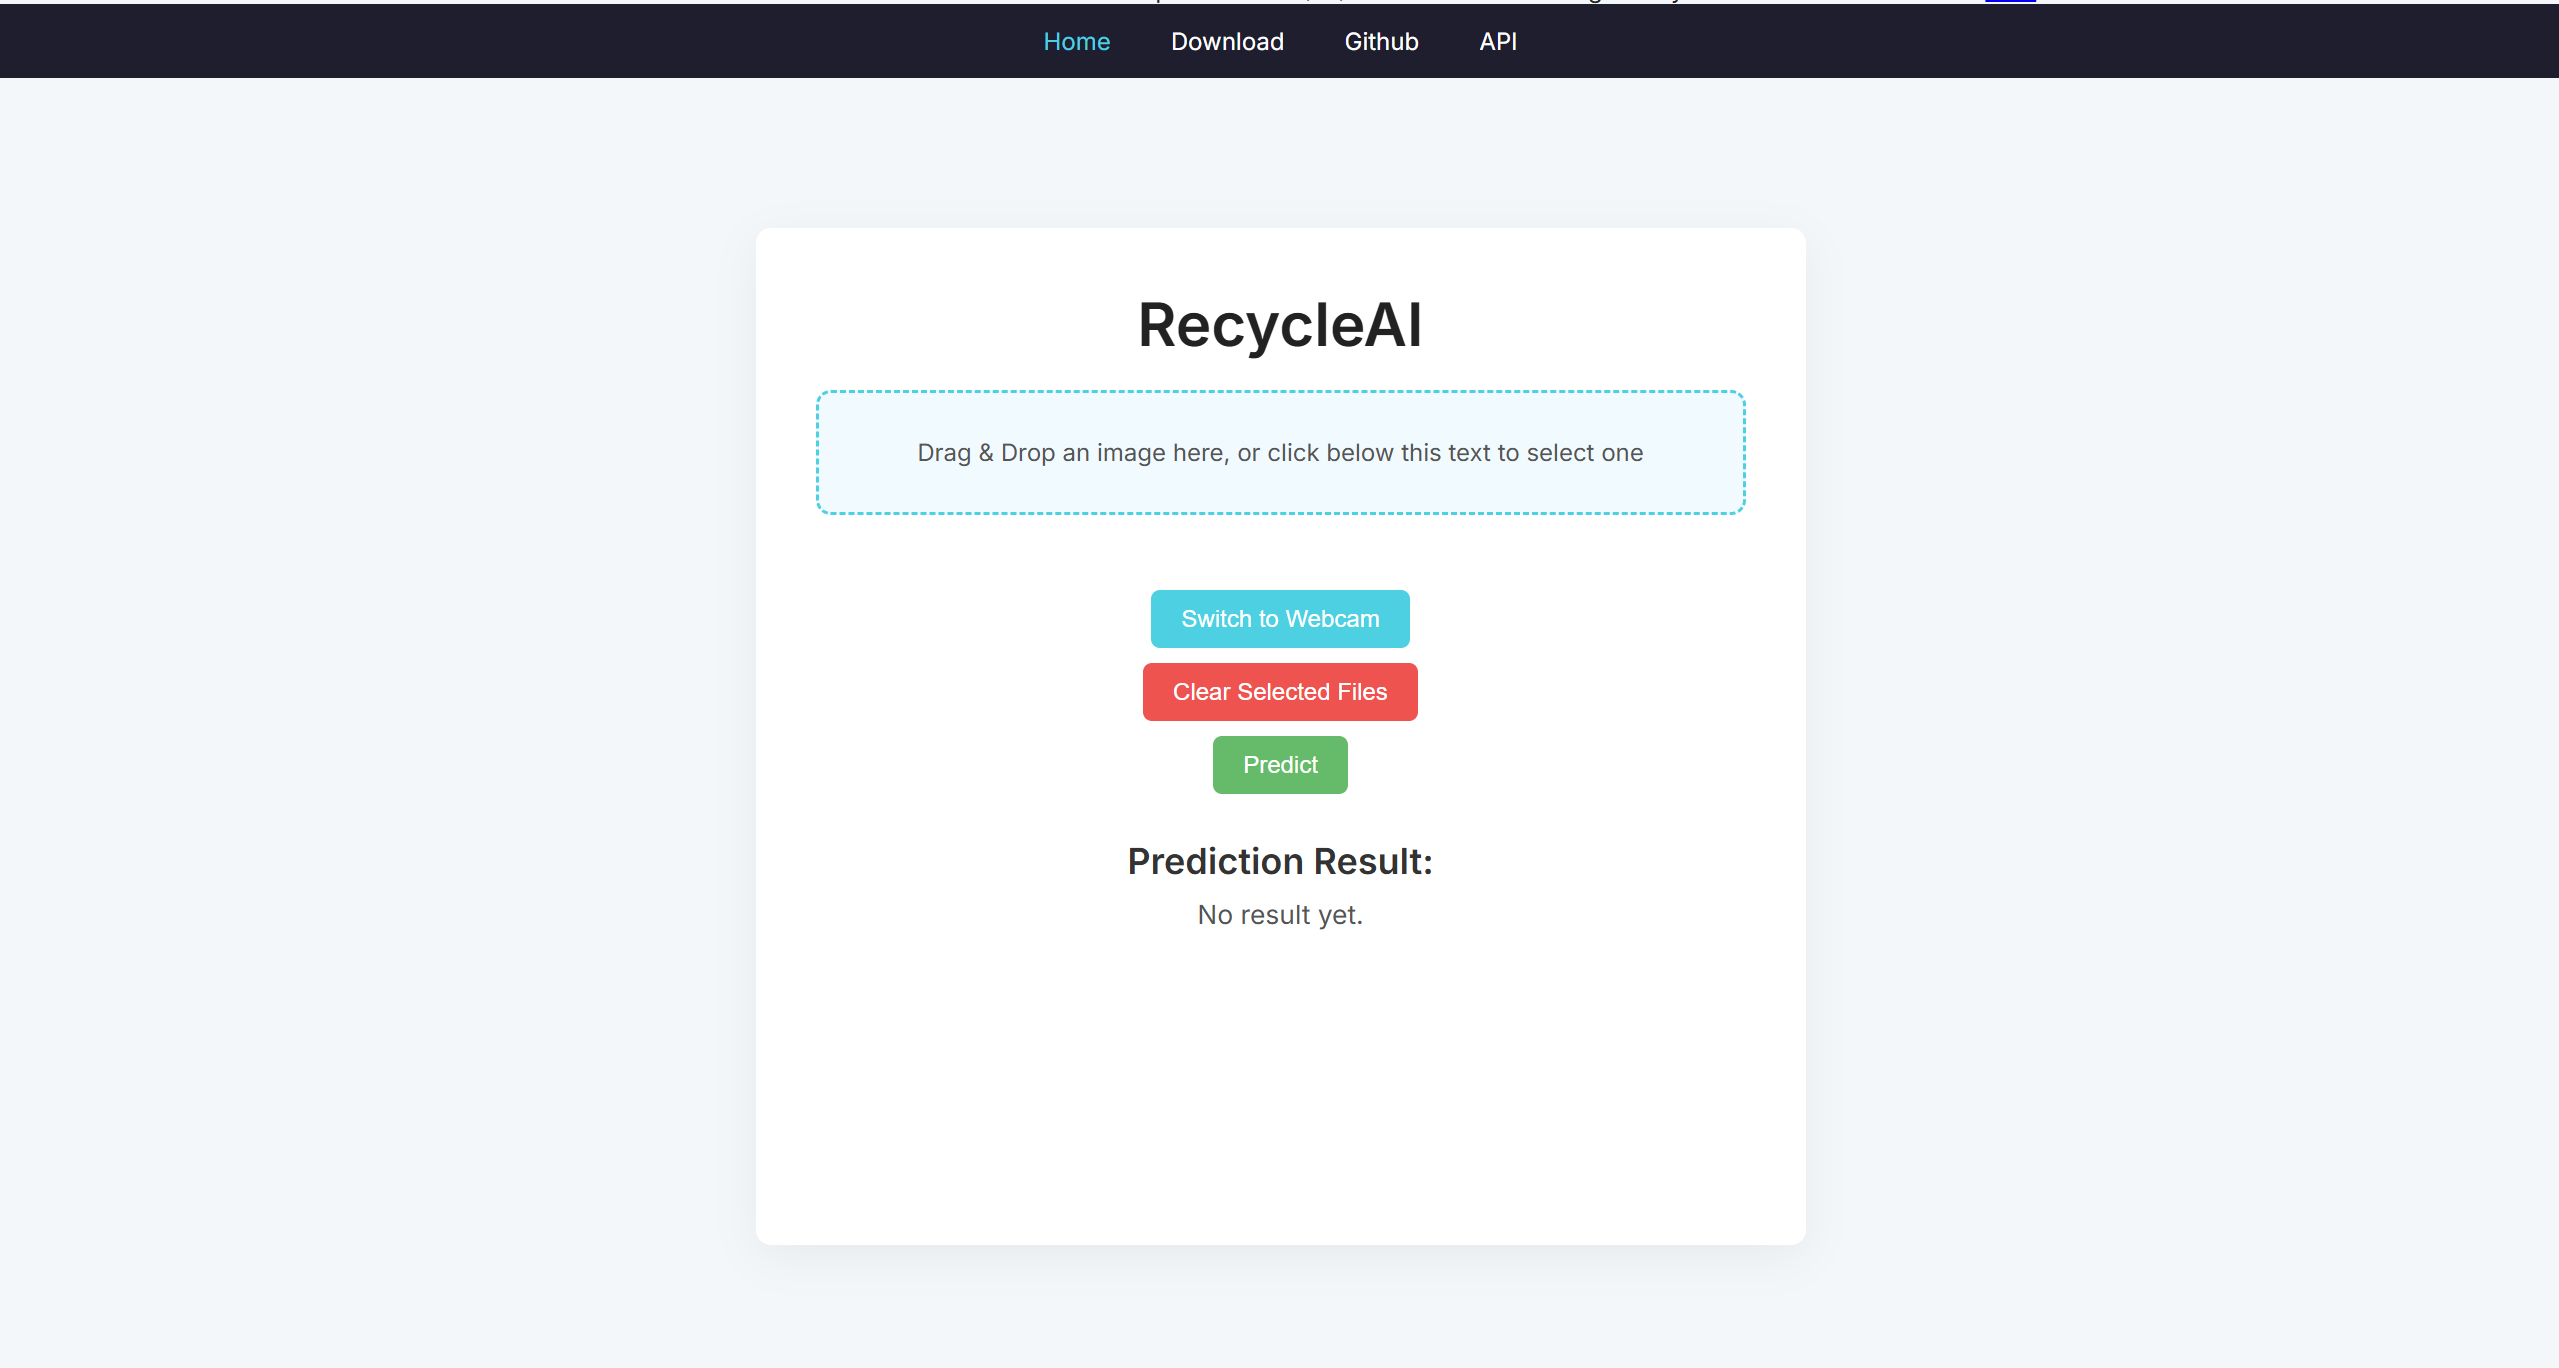 Home Download Github API
RecycleAI
Drag & Drop an image here, or click below this text to select one
Switch to Webcam
Clear Selected Files
Predict
Prediction Result:
No result yet.